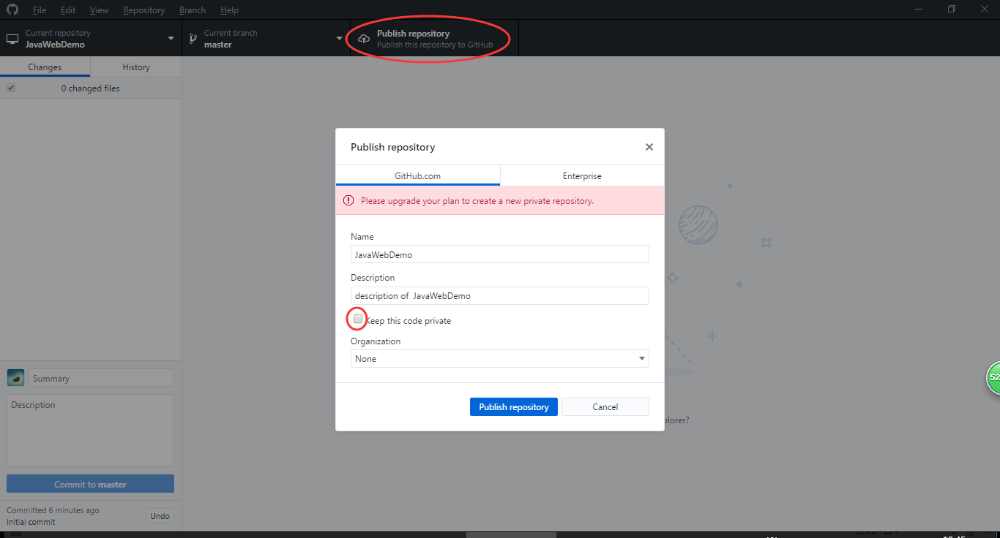 File Edit View Repository Branch Help
Current repository
JavaWebDemo
Current branch
master
Publish repository
Publish this repository to GitHub
Changes History
0 changed files
Publish repository
GitHub.com Enterprise
Please upgrade your plan to create a new private repository.
Name
JavaWebDemo
Description
description of JavaWebDemo
Keep this code private
Organization
None
Publish repository Cancel
plorer?
52
Summary
Description
Commit to master
Committed 6 minutes ago
Initial commit
Undo